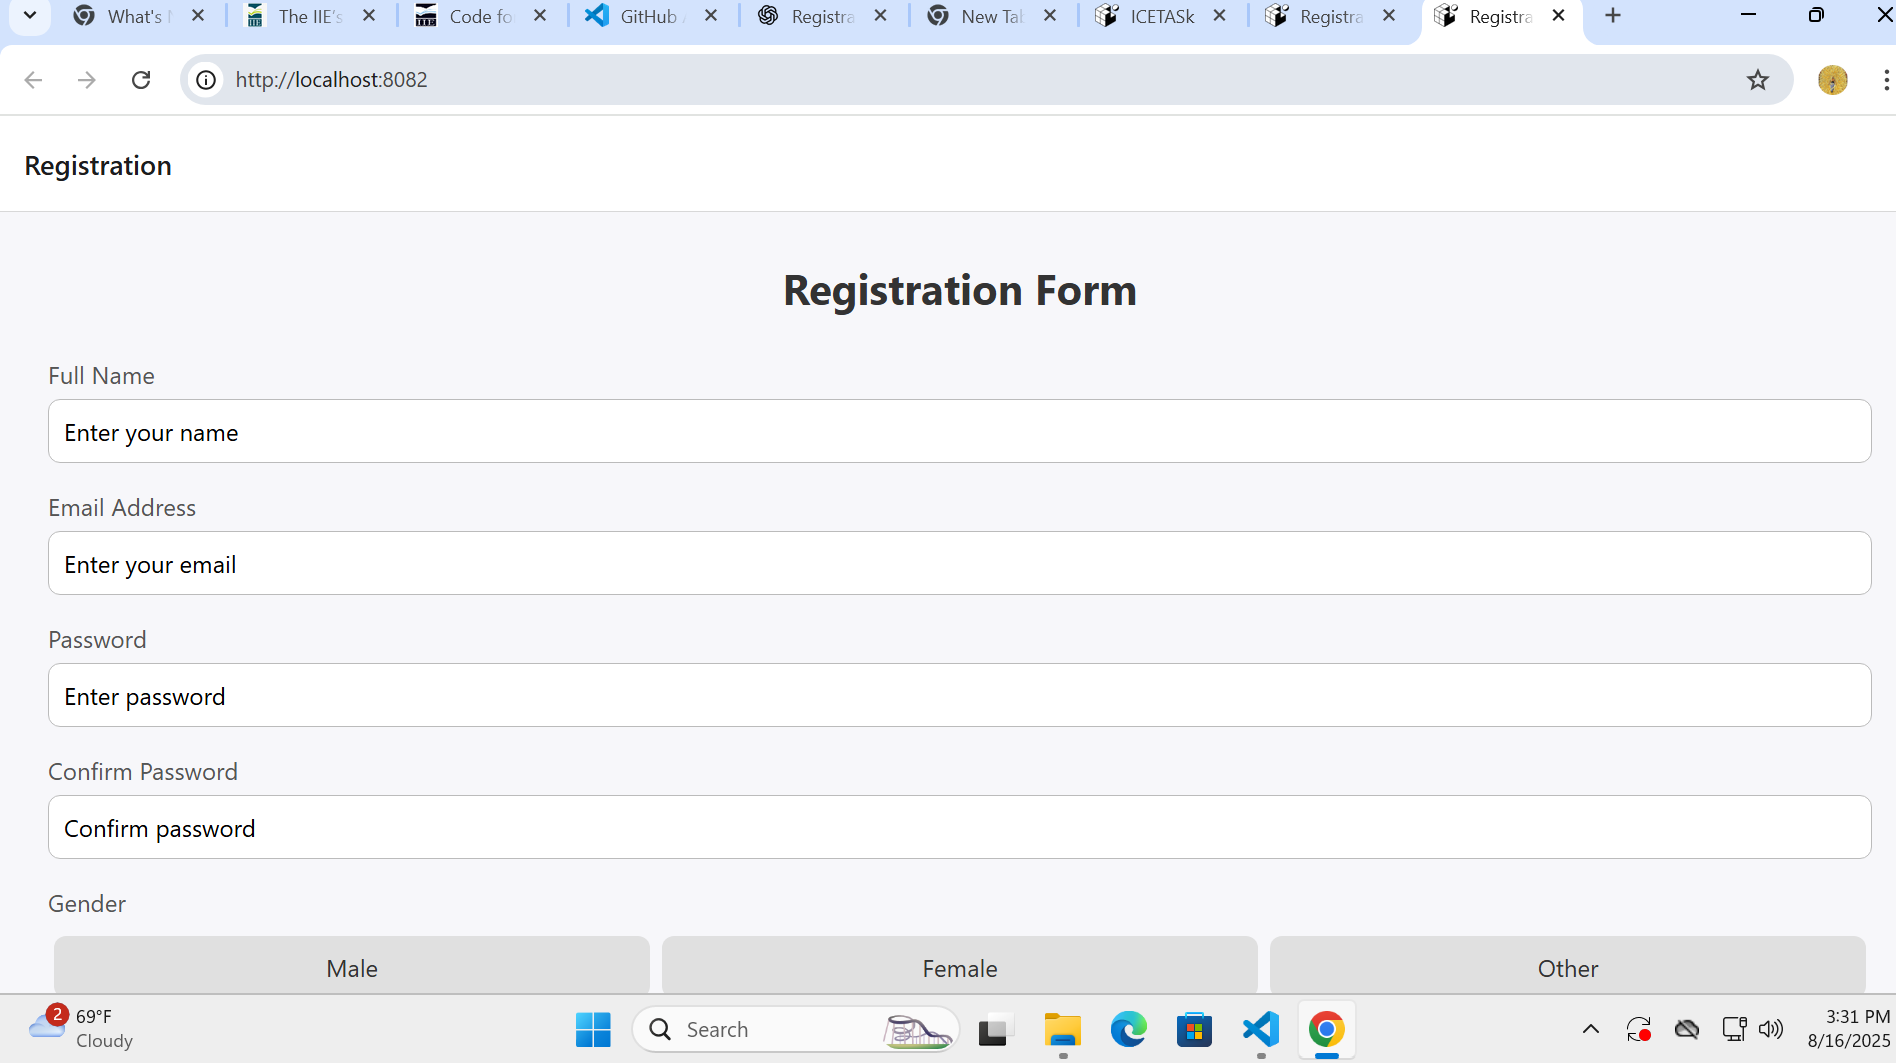 What's N
The IIE's
Code fo
GitHub
Registra
New Tab
ICETASk
Registra
Registra
http://localhost:8082
Registration
Registration Form
Full Name
Enter your name
Email Address
Enter your email
Password
Enter password
Confirm Password
Confirm password
Gender
Male
Female
Other
2
69°F
Cloudy
Search
3:31 PM
8/16/2025